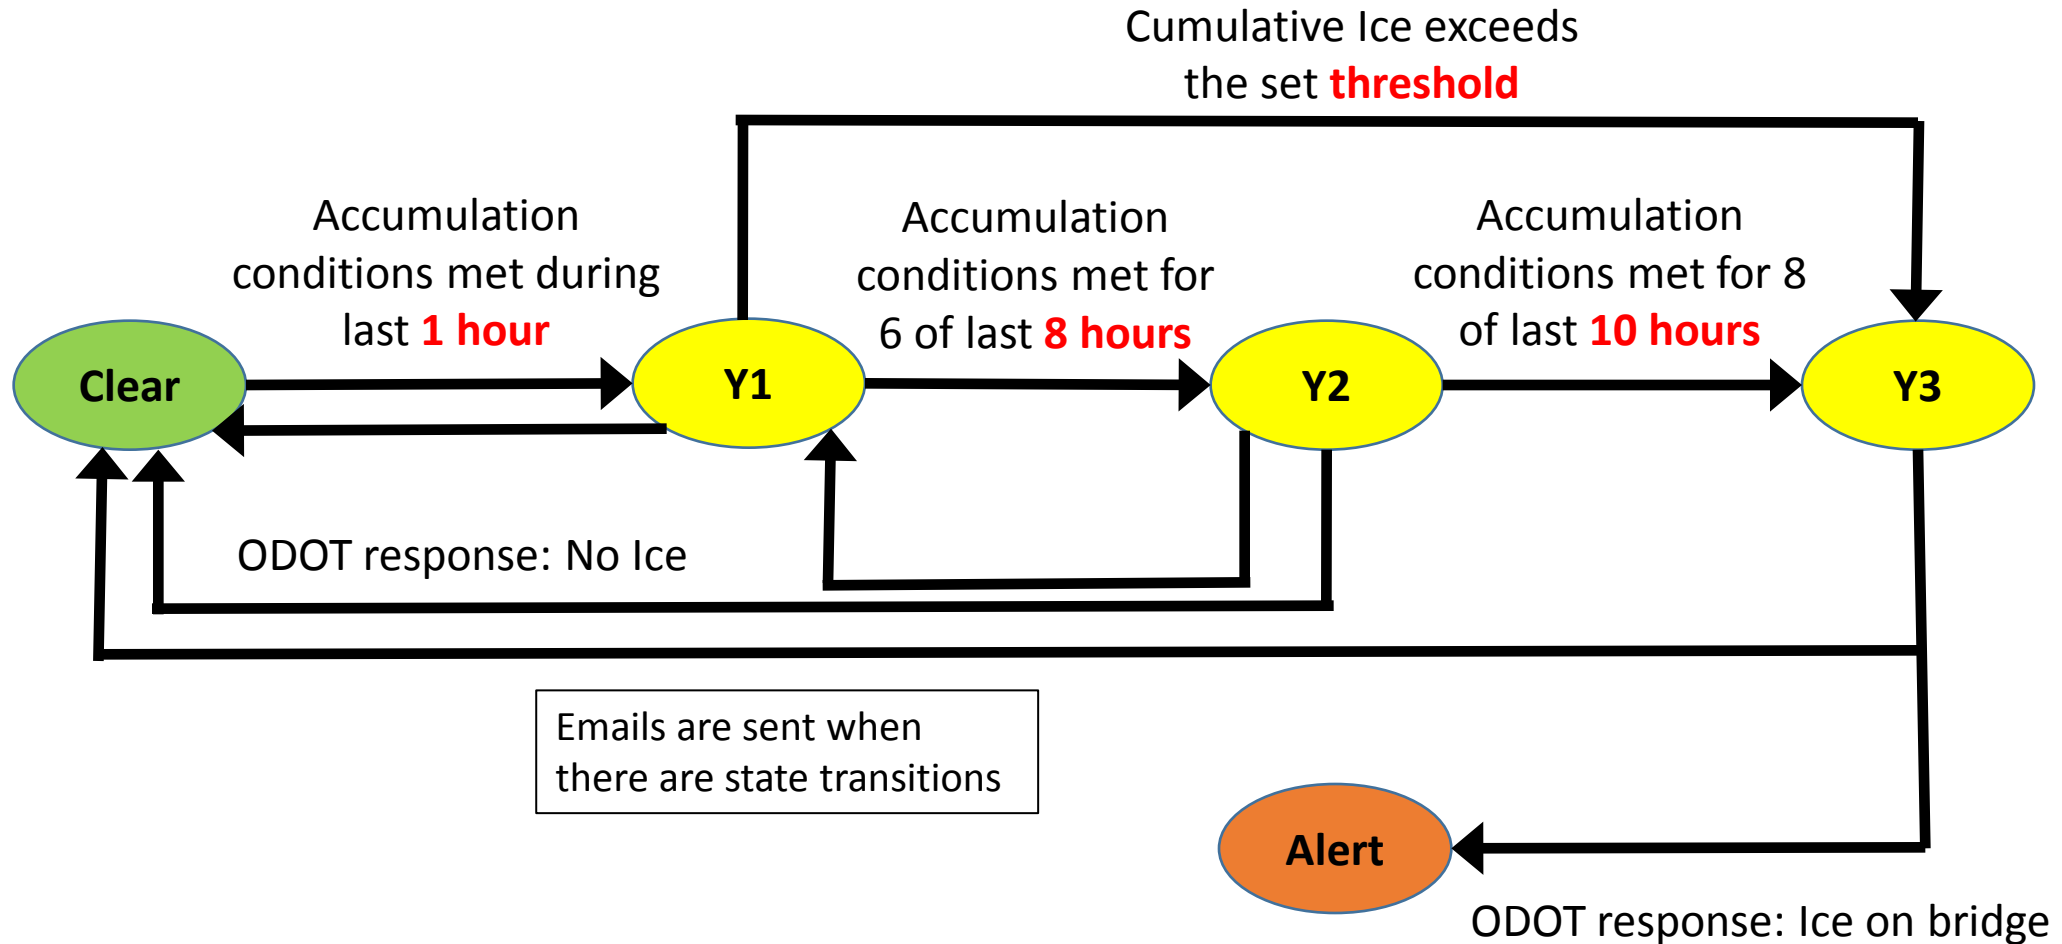 Cumulative Ice exceeds
the set threshold
Accumulation
conditions met during
last 1 hour
Accumulation
conditions met for
6 of last 8 hours
Accumulation
conditions met for 8
of last 10 hours
Clear
Y1
Y2
Y3
ODOT response: No Ice
Emails are sent when
there are state transitions
Alert
ODOT response: Ice on bridge